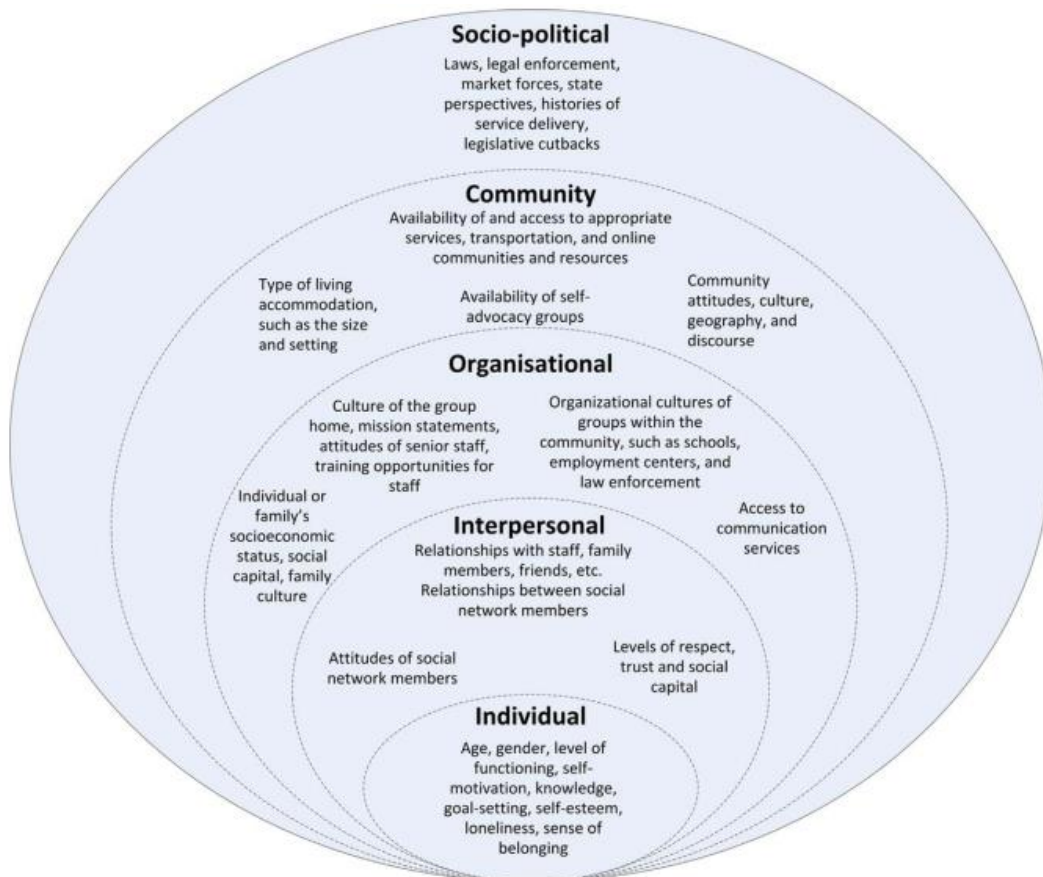 Socio-political
Laws, legal enforcement,
market forces, state
perspectives, histories of
service delivery,
legislative cutbacks
Community
Availability of and access to appropriate
services, transportation, and online
communities and resources
Type of living
accommodation,
such as the size
and setting
Availability of self-
advocacy groups
Community
attitudes, culture,
geography, and
discourse
Organisational
Culture of the group
home, mission statements,
attitudes of senior staff,
training opportunities for
staff
Organizational cultures of
groups within the
community, such as schools,
employment centers, and
law enforcement
Individual or
family's
socioeconomic
status, social
capital, family
culture
Access to
communication
services
Interpersonal
Relationships with staff, family
members, friends, etc.
Relationships between social
network members
Attitudes of social
network members
Levels of respect,
trust and social
capital
Individual
Age, gender, level of
functioning, self-
motivation, knowledge,
goal-setting, self-esteem,
loneliness, sense of
belonging